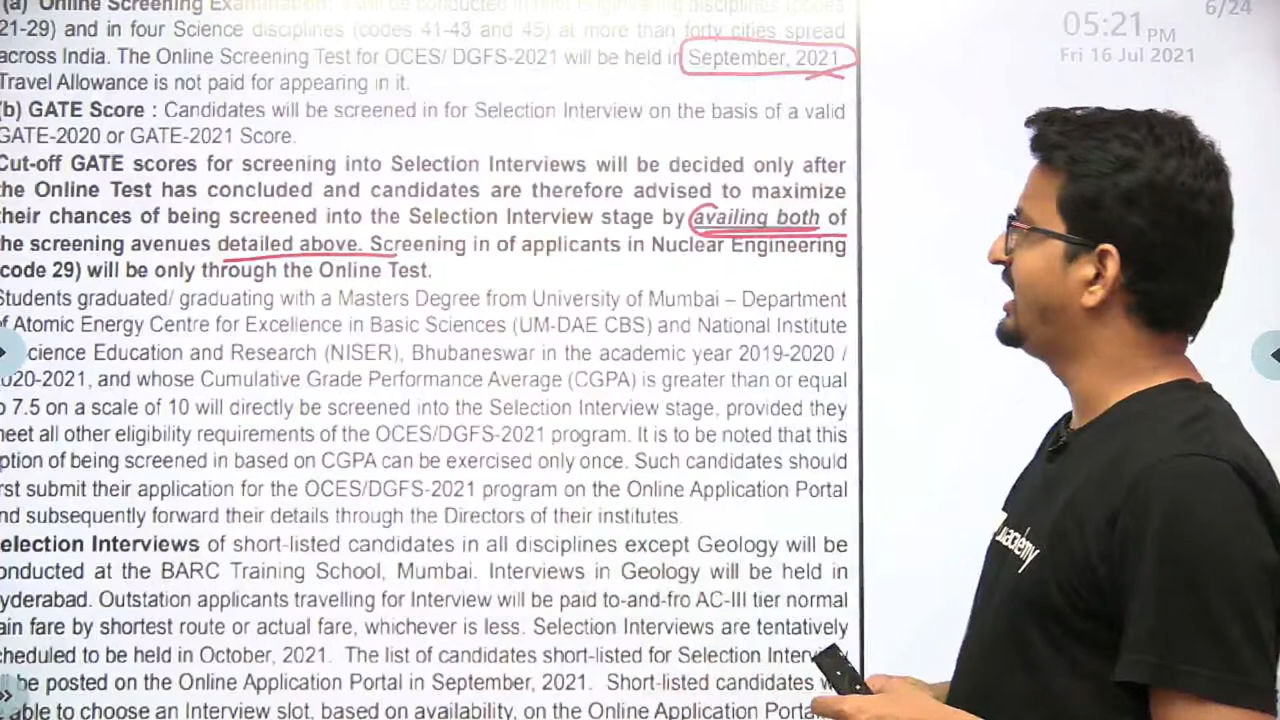 (a) Online Screening Examination: will be conducted in nine Engineering disciplines (codes
21-29) and in four Science disciplines (codes 41-43 and 45) at more than forty cities spread
across India. The Online Screening Test for OCES/ DGFS-2021 will be held in September, 2021
Travel Allowance is not paid for appearing in it.
(b) GATE Score : Candidates will be screened in for Selection Interview on the basis of a valid
GATE-2020 or GATE-2021 Score.
Cut-off GATE scores for screening into Selection Interviews will be decided only after
the Online Test has concluded and candidates are therefore advised to maximize
their chances of being screened into the Selection Interview stage by availing both of
the screening avenues detailed above. Screening in of applicants in Nuclear Engineering
(code 29) will be only through the Online Test.
Students graduated/ graduating with a Masters Degree from University of Mumbai – Department
of Atomic Energy Centre for Excellence in Basic Sciences (UM-DAE CBS) and National Institute
cience Education and Research (NISER), Bhubaneswar in the academic year 2019-2020 /
020-2021, and whose Cumulative Grade Performance Average (CGPA) is greater than or equal
o 7.5 on a scale of 10 will directly be screened into the Selection Interview stage, provided they
eet all other eligibility requirements of the OCES/DGFS-2021 program. It is to be noted that this
ption of being screened in based on CGPA can be exercised only once. Such candidates should
rst submit their application for the OCES/DGFS-2021 program on the Online Application Portal
nd subsequently forward their details through the Directors of their institutes.
election Interviews of short-listed candidates in all disciplines except Geology will be
onducted at the BARC Training School, Mumbai. Interviews in Geology will be held in
yderabad. Outstation applicants travelling for Interview will be paid to-and-fro AC-III tier normal
ain fare by shortest route or actual fare, whichever is less. Selection Interviews are tentatively
cheduled to be held in October, 2021. The list of candidates short-listed for Selection Interv
be posted on the Online Application Portal in September, 2021. Short-listed candidates w
able to choose an Interview slot, based on availability, on the Online Application Porta
6/24
05:21 PM
Fri 16 Jul 2021
unacademy